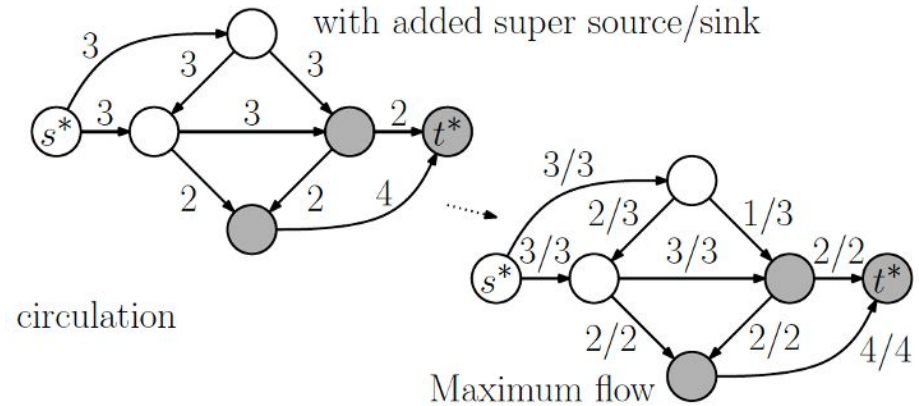 with added super source/sink
3
3
3
s*
3
3
2
t*
2
2
4
3/3
2/3
1/3
s*
3/3
3/3
2/2
t*
circulation
2/2
2/2
4/4
Maximum flow